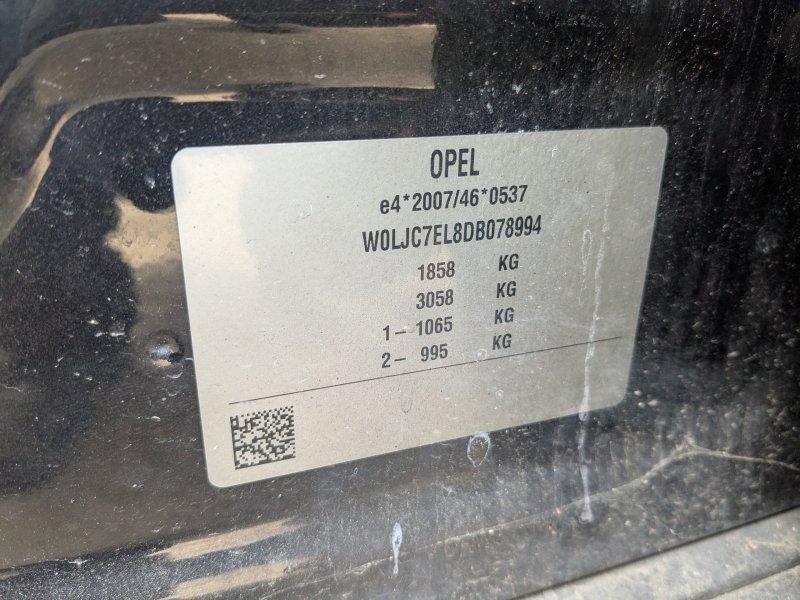 OPEL
e4*2007/46*0537
W0LJC7EL8DB078994
1858 KG
3058 KG
1– 1065 KG
2– 995 KG